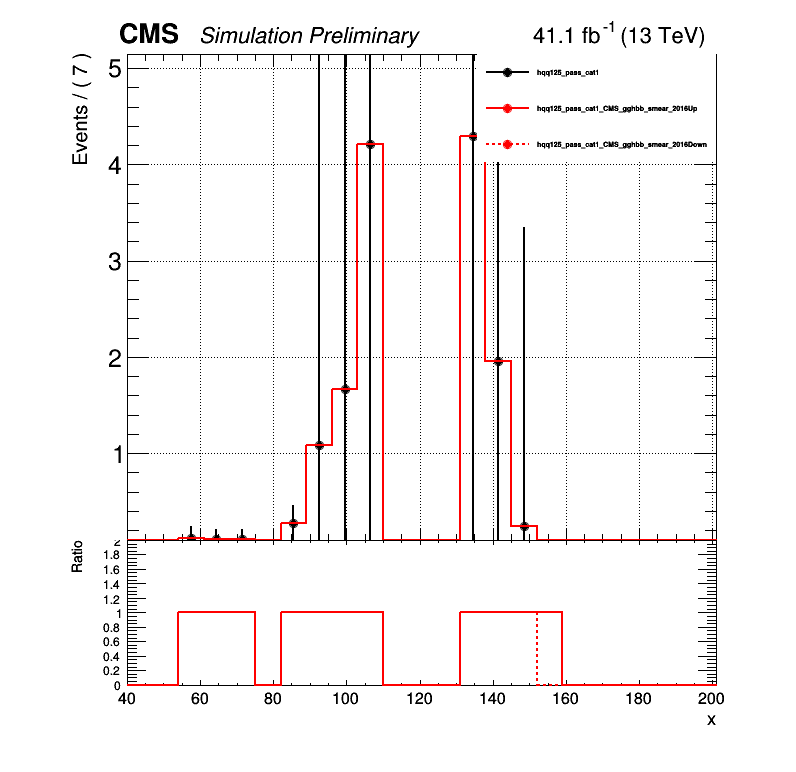 CMS Simulation Preliminary 41.1 fb-1 (13 TeV)
Events / ( 7 )
5
4
3
2
1
hqq125_pass_cat1
hqq125_pass_cat1_CMS_gghbb_smear_2016Up
hqq125_pass_cat1_CMS_gghbb_smear_2016Down
Ratio
2
1.8
1.6
1.4
1.2
1
0.8
0.6
0.4
0.2
0
40 60 80 100 120 140 160 180 200
x